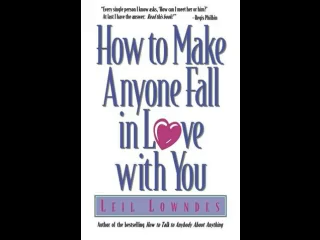 "Every single person I know asks, 'How can I meet her or him?'
At last I have the answer. Read this book!"
—Regis Philbin
How to Make
Anyone Fall
in Love
with You
LEIL LOWNDES
Author of the bestselling How to Talk to Anybody About Anything